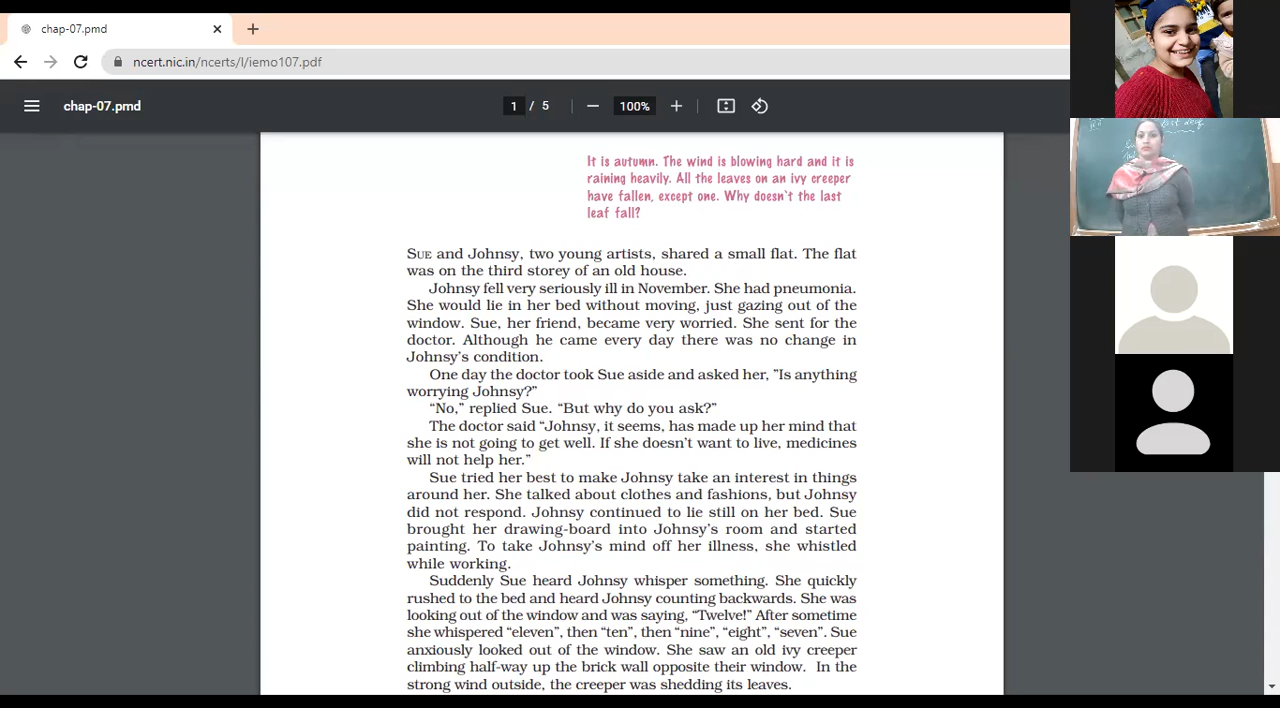 chap-07.pmd
ncert.nic.in/ncerts/l/iemo107.pdf
chap-07.pmd
1 / 5
100%
It is autumn. The wind is blowing hard and it is
raining heavily. All the leaves on an ivy creeper
have fallen, except one. Why doesn't the last
leaf fall?
SUE and Johnsy, two young artists, shared a small flat. The flat
was on the third storey of an old house.
Johnsy fell very seriously ill in November. She had pneumonia.
She would lie in her bed without moving, just gazing out of the
window. Sue, her friend, became very worried. She sent for the
doctor. Although he came every day there was no change in
Johnsy's condition.
One day the doctor took Sue aside and asked her, ”Is anything
worrying Johnsy?”
“No,” replied Sue. “But why do you ask?”
The doctor said “Johnsy, it seems, has made up her mind that
she is not going to get well. If she doesn't want to live, medicines
will not help her.”
Sue tried her best to make Johnsy take an interest in things
around her. She talked about clothes and fashions, but Johnsy
did not respond. Johnsy continued to lie still on her bed. Sue
brought her drawing-board into Johnsy's room and started
painting. To take Johnsy's mind off her illness, she whistled
while working.
Suddenly Sue heard Johnsy whisper something. She quickly
rushed to the bed and heard Johnsy counting backwards. She was
looking out of the window and was saying, “Twelve!” After sometime
she whispered “eleven”, then “ten”, then “nine”, “eight”, “seven”. Sue
anxiously looked out of the window. She saw an old ivy creeper
climbing half-way up the brick wall opposite their window. In the
strong wind outside, the creeper was shedding its leaves.